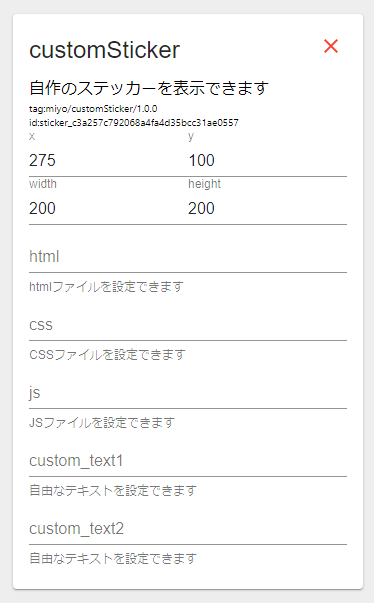 customSticker
自作のステッカーを表示できます
tag:miyo/customSticker/1.0.0
id:sticker_c3a257c792068a4fa4d35bcc31ae0557
x y
275 100
width height
200 200
html
htmlファイルを設定できます
css
CSSファイルを設定できます
js
JSファイルを設定できます
custom_text1
自由なテキストを設定できます
custom_text2
自由なテキストを設定できます